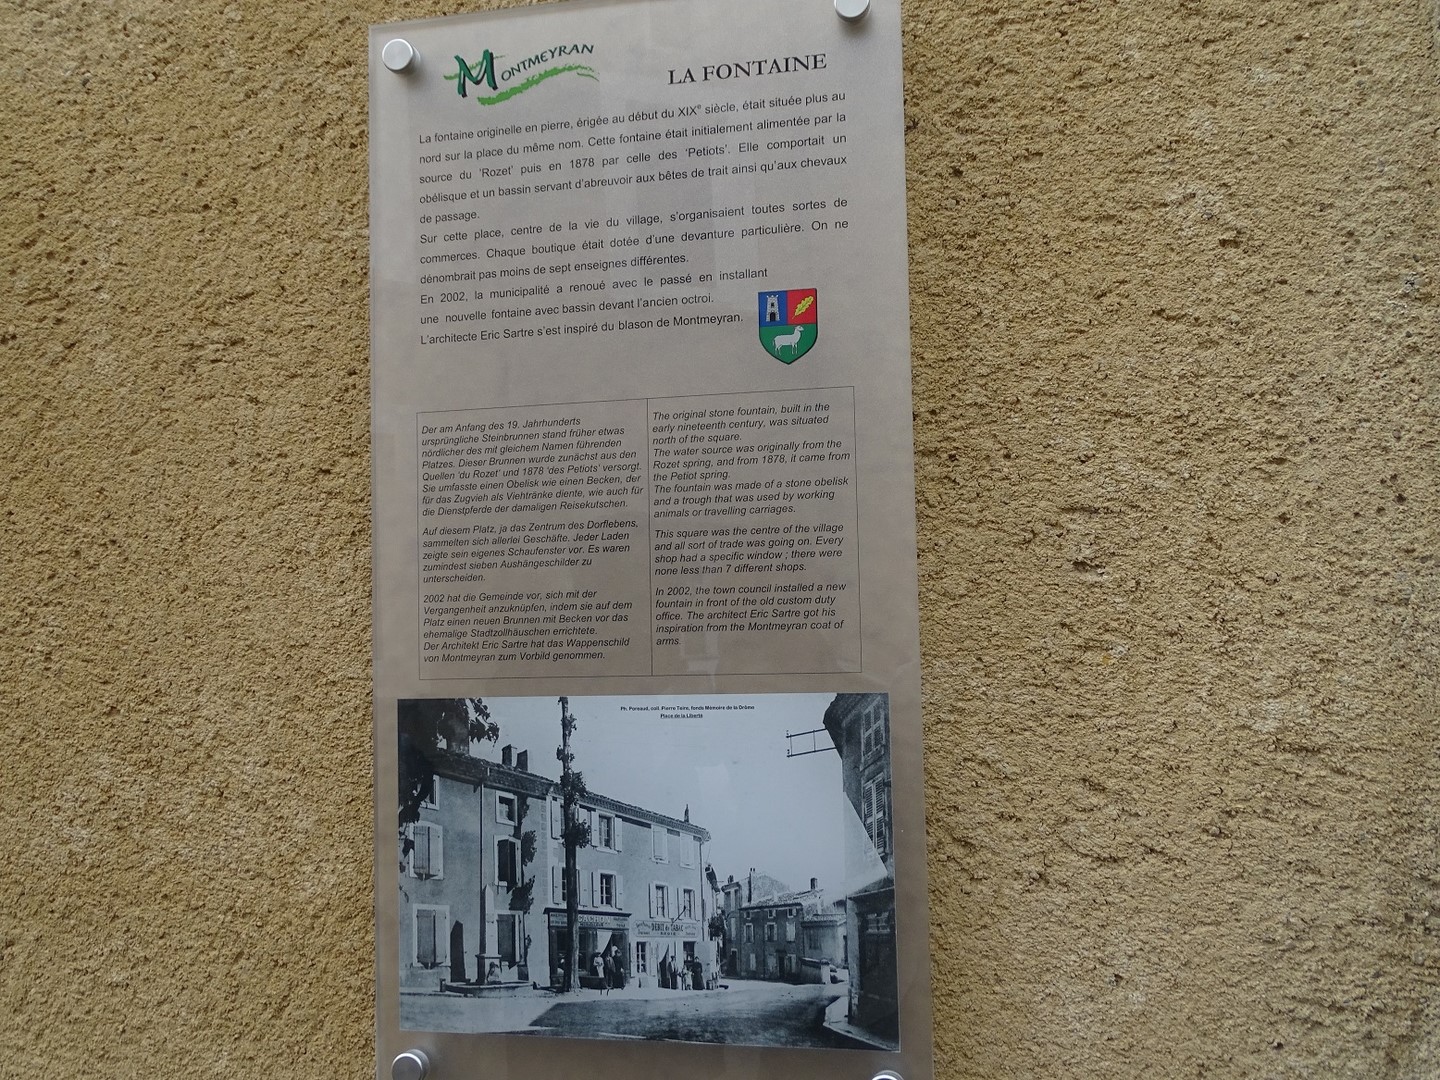 MONTMEYRAN
LA FONTAINE
La fontaine originelle en pierre, érigée au début du XIXe siècle, était située plus au
nord sur la place du même nom. Cette fontaine était initialement alimentée par la
source du 'Rozet' puis en 1878 par celle des 'Petiots'. Elle comportait un
obélisque et un bassin servant d'abreuvoir aux bêtes de trait ainsi qu'aux chevaux
de passage.
Sur cette place, centre de la vie du village, s'organisaient toutes sortes de
commerces. Chaque boutique était dotée d'une devanture particulière. On ne
dénombrait pas moins de sept enseignes différentes.
En 2002, la municipalité a renoué avec le passé en installant
une nouvelle fontaine avec bassin devant l'ancien octroi.
L'architecte Eric Sartre s'est inspiré du blason de Montmeyran.
Der am Anfang des 19. Jahrhunderts
ursprüngliche Steinbrunnen stand früher etwas
nördlicher des mit gleichem Namen führenden
Platzes. Dieser Brunnen wurde zunächst aus den
Quellen 'du Rozet' und 1878 'des Petiots' versorgt.
Sie umfasste einen Obelisk wie einen Becken, der
für das Zugvieh als Viehtränke diente, wie auch für
die Dienstpferde der damaligen Reisekutschen.
Auf diesem Platz, ja das Zentrum des Dorflebens,
sammelten sich allerlei Geschäfte. Jeder Laden
zeigte sein eigenes Schaufenster vor. Es waren
zumindest sieben Aushängeschilder zu
unterscheiden.
2002 hat die Gemeinde vor, sich mit der
Vergangenheit anzuknüpfen, indem sie auf dem
Platz einen neuen Brunnen mit Becken vor das
ehemalige Stadtzollhäuschen errichtete.
Der Architekt Eric Sartre hat das Wappenschild
von Montmeyran zum Vorbild genommen.
The original stone fountain, built in the
early nineteenth century, was situated
north of the square.
The water source was originally from the
Rozet spring, and from 1878, it came from
the Petiot spring.
The fountain was made of a stone obelisk
and a trough that was used by working
animals or travelling carriages.
This square was the centre of the village
and all sort of trade was going on. Every
shop had a specific window ; there were
none less than 7 different shops.
In 2002, the town council installed a new
fountain in front of the old custom duty
office. The architect Eric Sartre got his
inspiration from the Montmeyran coat of
arms.
coll. Pierre Teire, fonds Mémoire de la Drôme
Place de la Liberté
DEBIT de TABAC